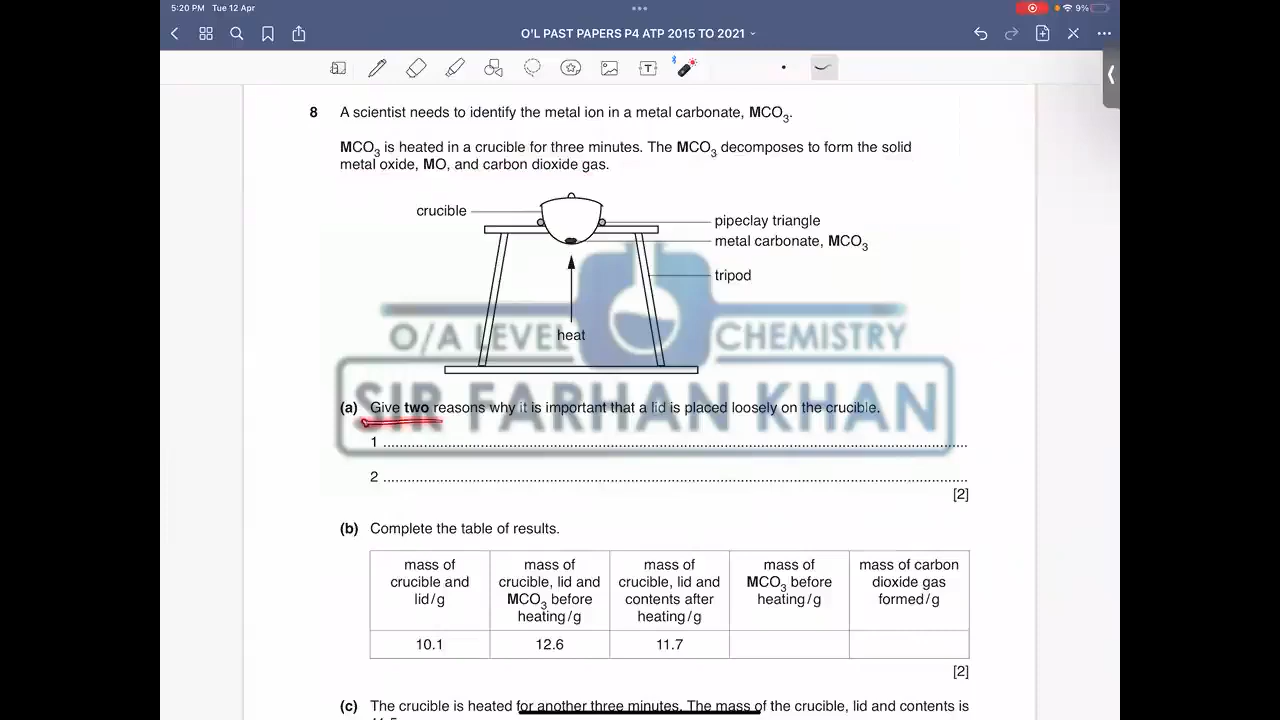 5:20 PM Tue 12 Apr
9%
O'L PAST PAPERS P4 ATP 2015 TO 2021
8 A scientist needs to identify the metal ion in a metal carbonate, MCO₃.
MCO₃ is heated in a crucible for three minutes. The MCO₃ decomposes to form the solid
metal oxide, MO, and carbon dioxide gas.
crucible
pipeclay triangle
metal carbonate, MCO₃
tripod
heat
O/A LEVEL CHEMISTRY
SIR FARHAN KHAN
(a) Give two reasons why it is important that a lid is placed loosely on the crucible.
1 ........................................
2 ........................................
[2]
(b) Complete the table of results.
mass of crucible and lid/g
mass of crucible, lid and MCO₃ before heating/g
mass of crucible, lid and contents after heating/g
mass of MCO₃ before heating/g
mass of carbon dioxide gas formed/g
10.1 12.6 11.7
[2]
(c) The crucible is heated for another three minutes. The mass of the crucible, lid and contents is